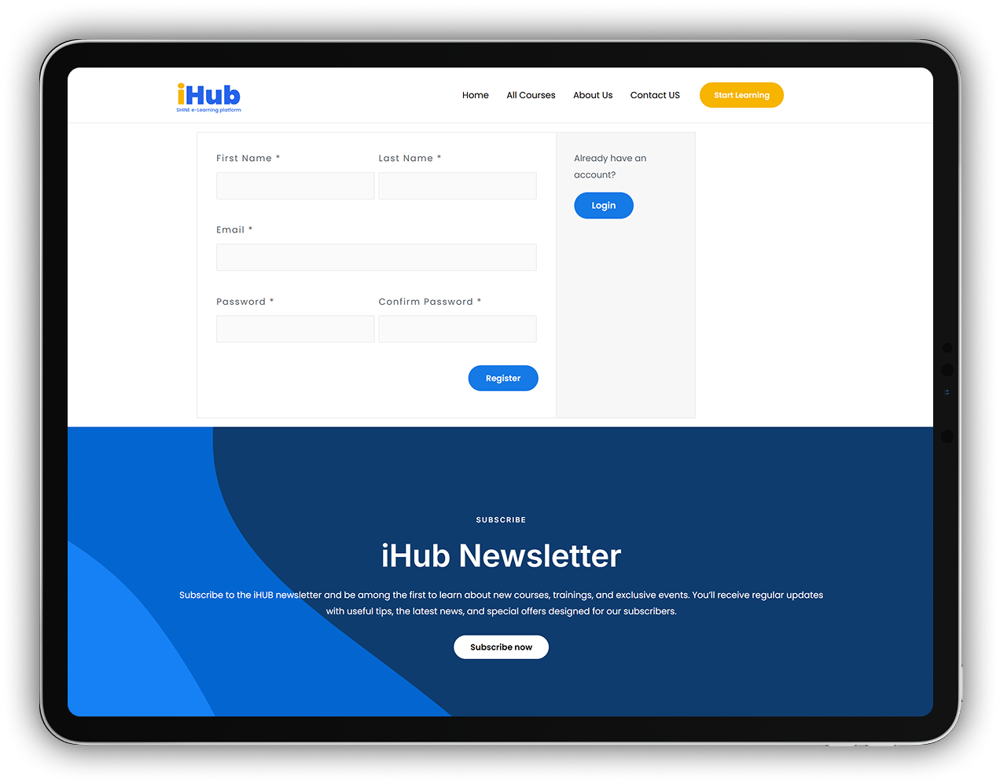 iHub
SHINE e-Learning platform
Home All Courses About Us Contact US Start Learning
First Name * Last Name *
Already have an
account?
Login
Email *
Password * Confirm Password *
Register
SUBSCRIBE
iHub Newsletter
Subscribe to the iHUB newsletter and be among the first to learn about new courses, trainings, and exclusive events. You'll receive regular updates
with useful tips, the latest news, and special offers designed for our subscribers.
Subscribe now